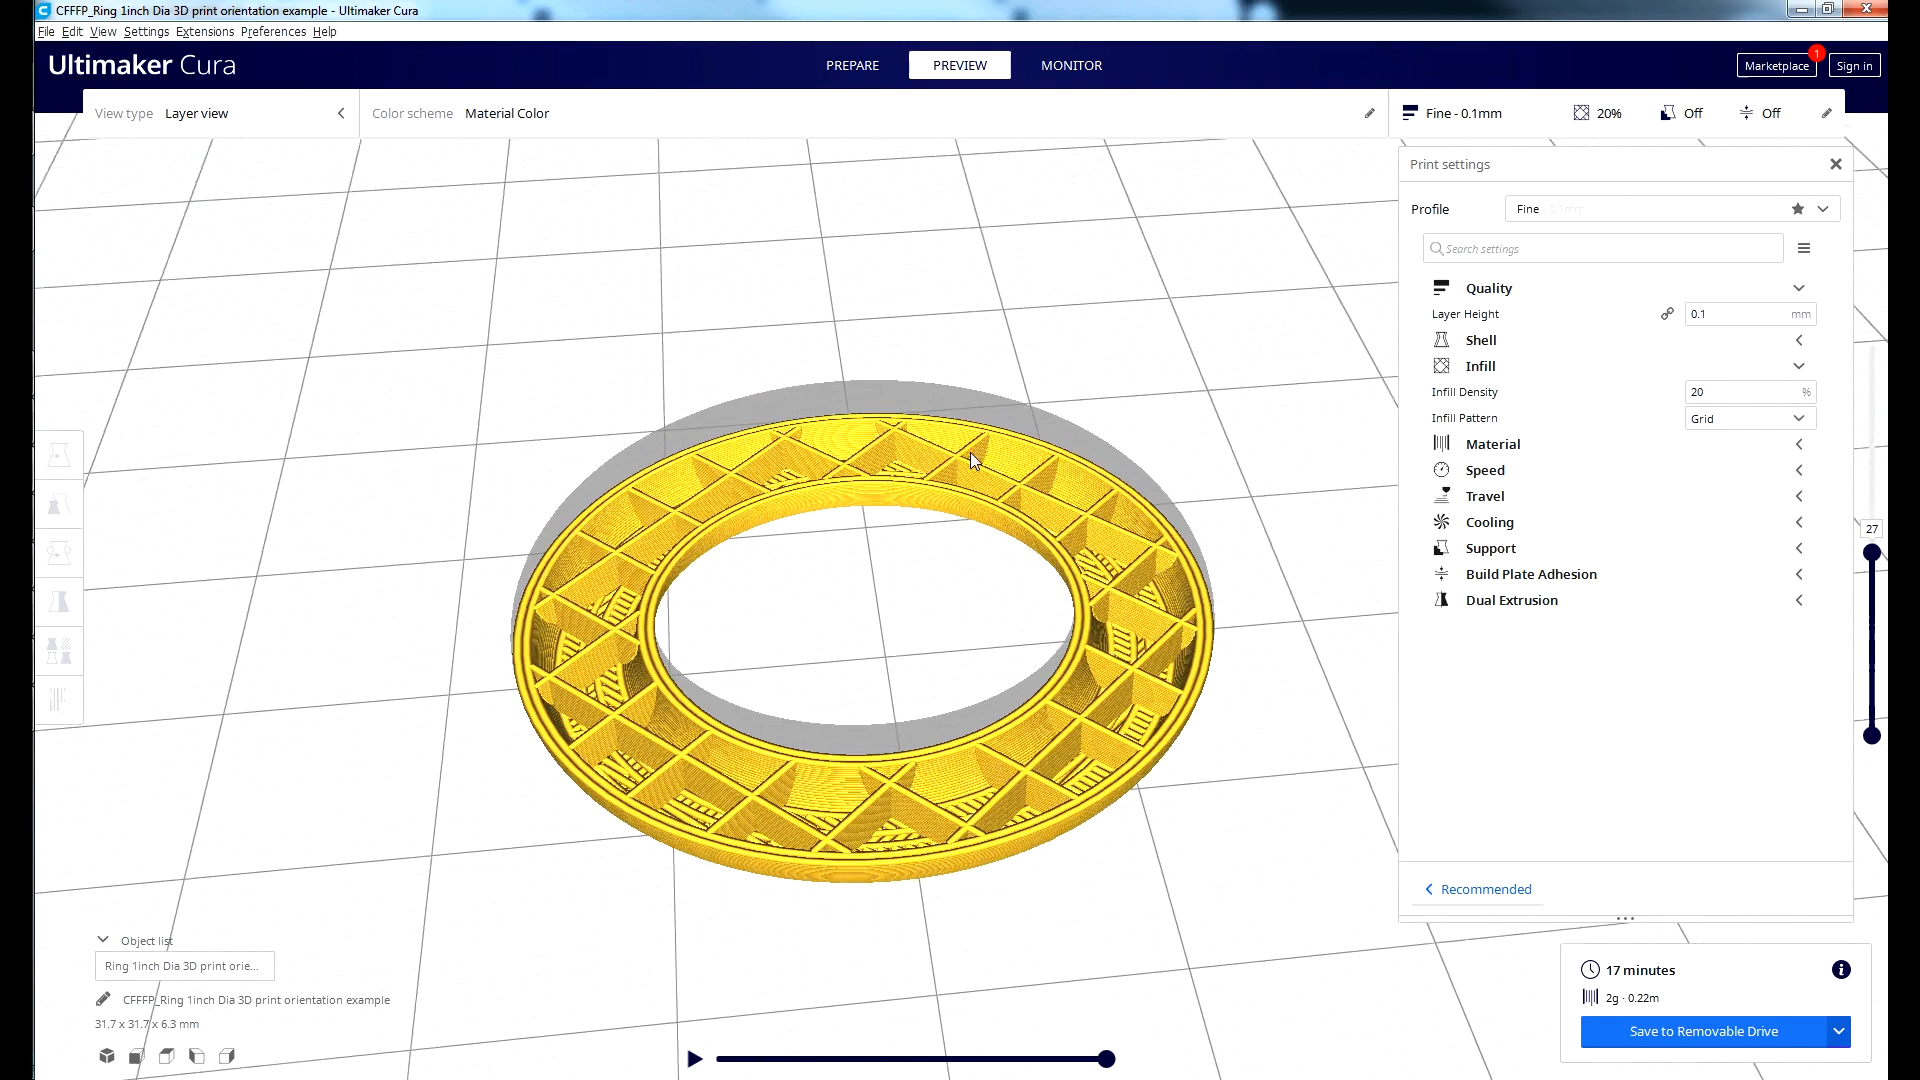 CFFFP_Ring 1inch Dia 3D print orientation example - Ultimaker Cura
File Edit View Settings Extensions Preferences Help
Ultimaker Cura
PREPARE PREVIEW MONITOR
1
Marketplace Sign in
View type Layer view
Color scheme Material Color
Fine - 0.1mm 20% Off Off
Print settings
Profile Fine - 0.1mm
Search settings
Quality
Layer Height 0.1 mm
Shell
Infill
Infill Density 20 %
Infill Pattern Grid
Material
Speed
Travel
Cooling
Support
Build Plate Adhesion
Dual Extrusion
27
Recommended
Object list
Ring 1inch Dia 3D print orie...
CFFFP_Ring 1inch Dia 3D print orientation example
31.7 x 31.7 x 6.3 mm
17 minutes
2g · 0.22m
Save to Removable Drive